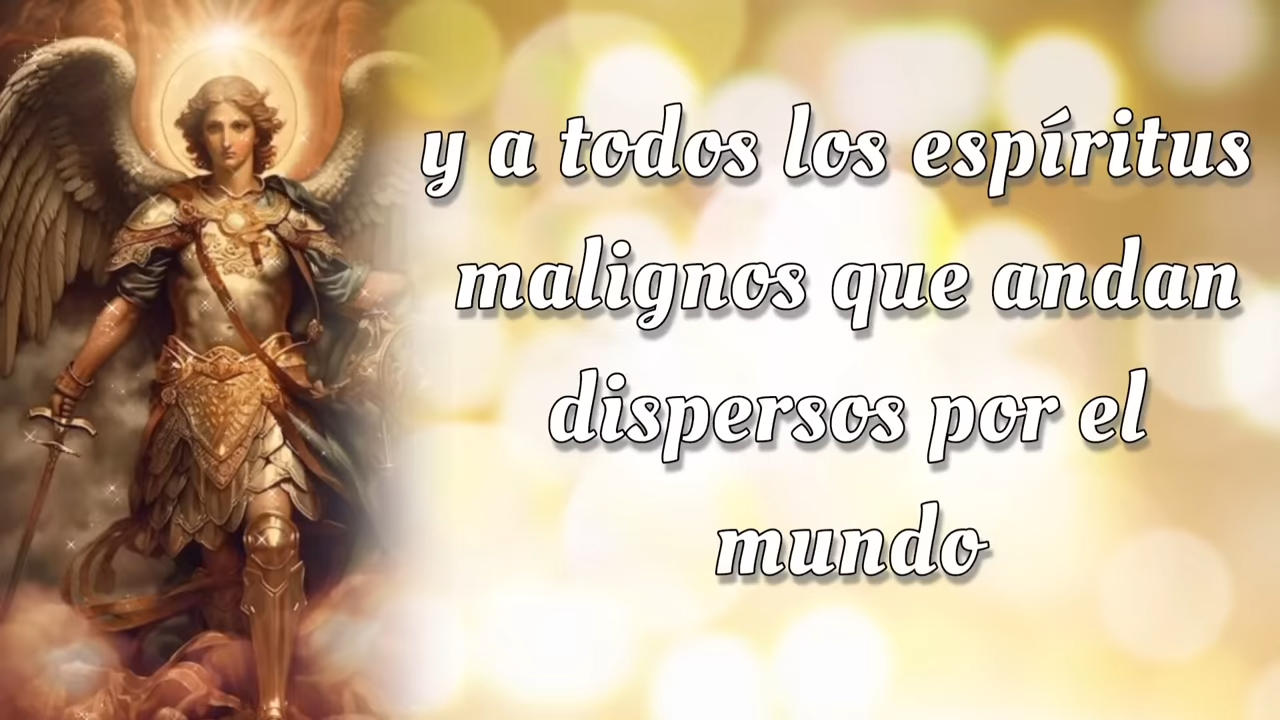 y a todos los espíritus
malignos que andan
dispersos por el
mundo